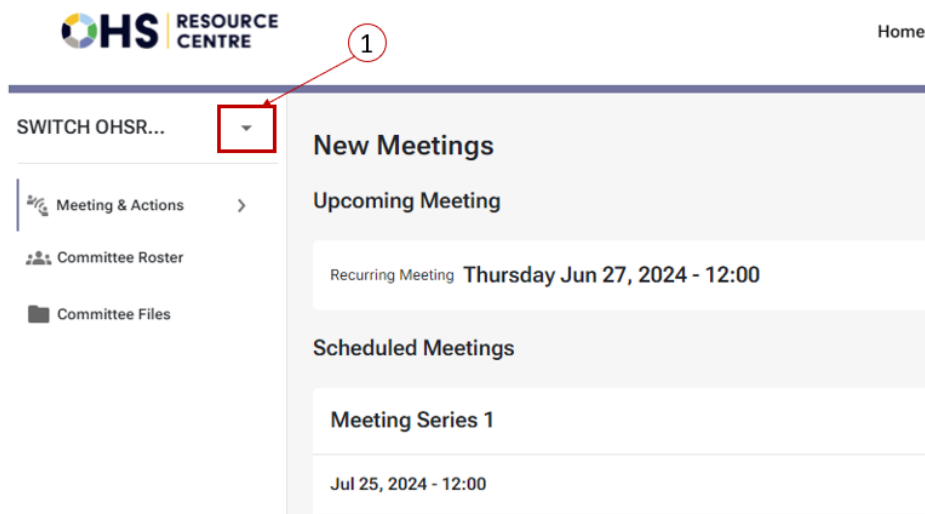 OHS RESOURCE
CENTRE
1
Home
SWITCH OHSR...
New Meetings
Upcoming Meeting
Meeting & Actions
Recurring Meeting Thursday Jun 27, 2024 - 12:00
Committee Roster
Committee Files
Scheduled Meetings
Meeting Series 1
Jul 25, 2024 - 12:00